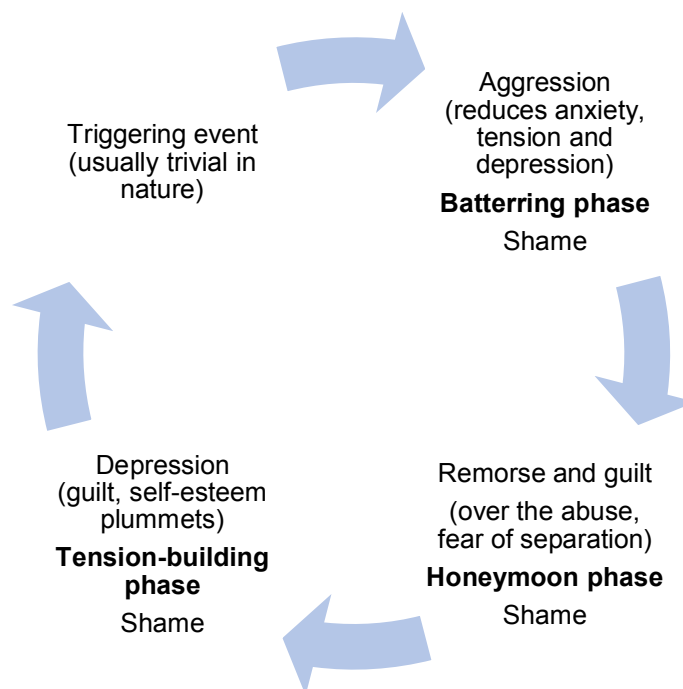 Triggering event
(usually trivial in
nature)
Aggression
(reduces anxiety,
tension and
depression)
Batterring phase
Shame
Remorse and guilt
(over the abuse,
fear of separation)
Honeymoon phase
Shame
Depression
(guilt, self-esteem
plummets)
Tension-building
phase
Shame